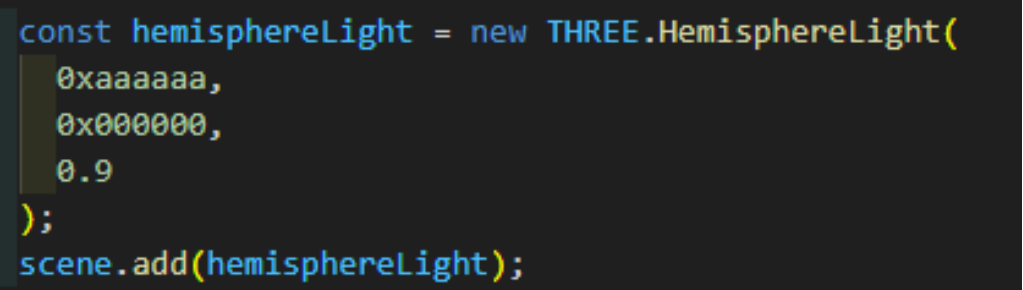 const hemisphereLight = new THREE.HemisphereLight(
  0xaaaaaa,
  0x000000,
  0.9
);
scene.add(hemisphereLight);